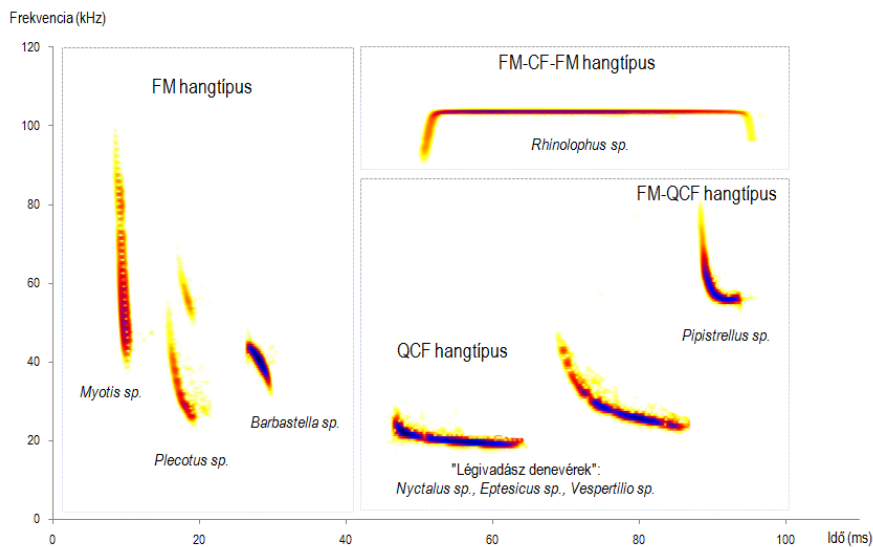 Frekvencia (kHz)
120
100
80
60
40
20
0
FM hangtípus
Myotis sp.
Plecotus sp.
Barbastella sp.
FM-CF-FM hangtípus
Rhinolophus sp.
FM-QCF hangtípus
Pipistrellus sp.
QCF hangtípus
"Légivadász denevérek":
Nyctalus sp., Eptesicus sp., Vespertilio sp.
0 20 40 60 80 100
Idő (ms)